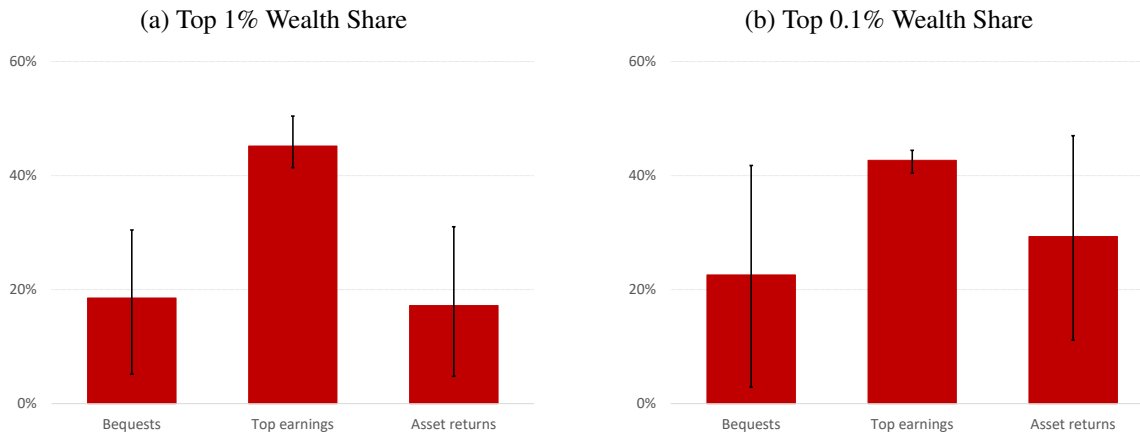 (a) Top 1% Wealth Share
60%
40%
20%
0%
Bequests Top earnings Asset returns
(b) Top 0.1% Wealth Share
60%
40%
20%
0%
Bequests Top earnings Asset returns